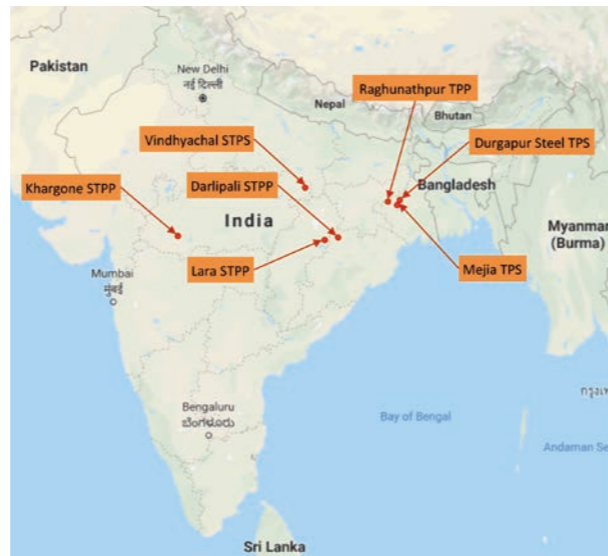 Pakistan
New Delhi
नई दिल्ली
Nepal
Raghunathpur TPP
Bhutan
Vindhyachal STPS
Durgapur Steel TPS
Khargone STPP
Darlipali STPP
Bangladesh
India
Myanmar
(Burma)
Lara STPP
Mejia TPS
Mumbai
मुंबई
Bengaluru
ಬೆಂಗಳೂರು
Bay of Bengal
Andaman Se
Sri Lanka